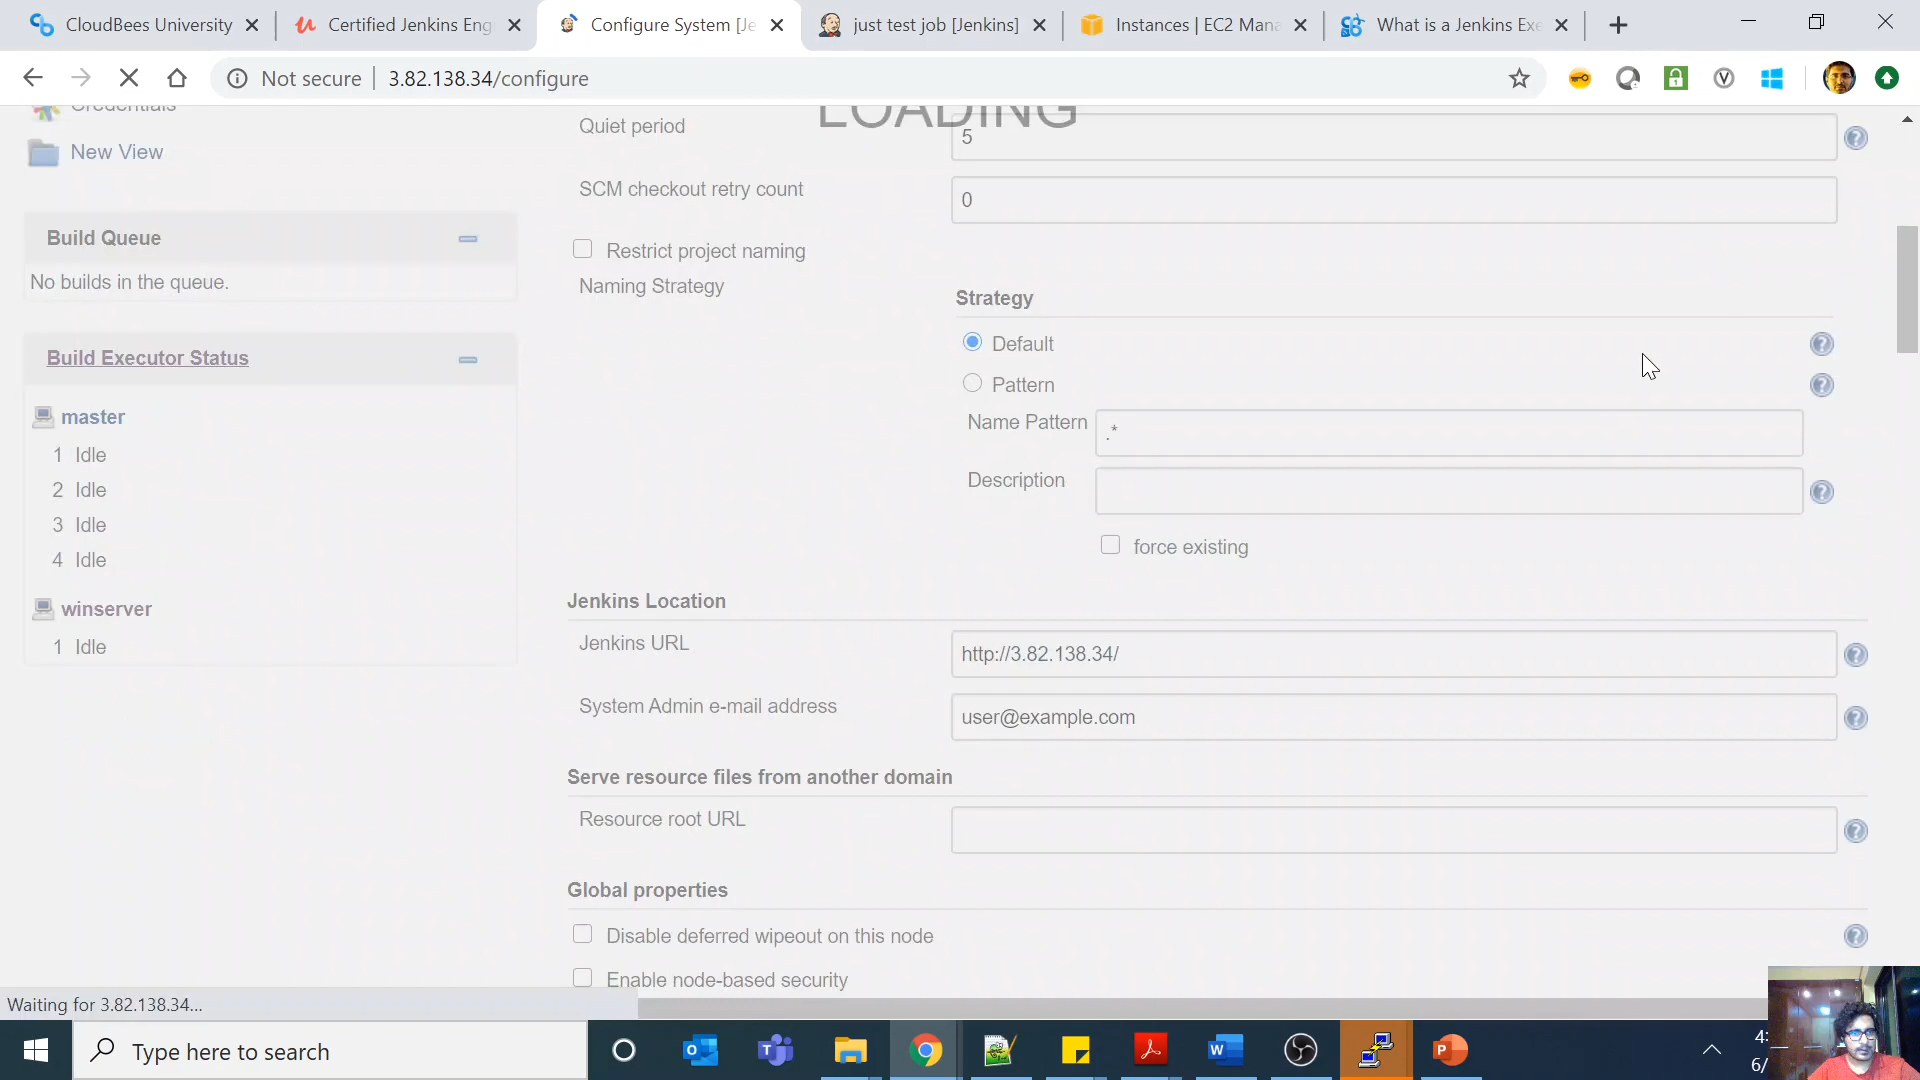 CloudBees University
Certified Jenkins Eng
Configure System [Je
just test job [Jenkins]
Instances | EC2 Mana
What is a Jenkins Exe
Not secure
3.82.138.34/configure
Credentials
New View
Build Queue
No builds in the queue.
Build Executor Status
master
1 Idle
2 Idle
3 Idle
4 Idle
winserver
1 Idle
LOADING
Quiet period
5
SCM checkout retry count
0
Restrict project naming
Naming Strategy
Strategy
Default
Pattern
Name Pattern
.*
Description
force existing
Jenkins Location
Jenkins URL
http://3.82.138.34/
System Admin e-mail address
user@example.com
Serve resource files from another domain
Resource root URL
Global properties
Disable deferred wipeout on this node
Enable node-based security
Waiting for 3.82.138.34...
Type here to search
4:
6/